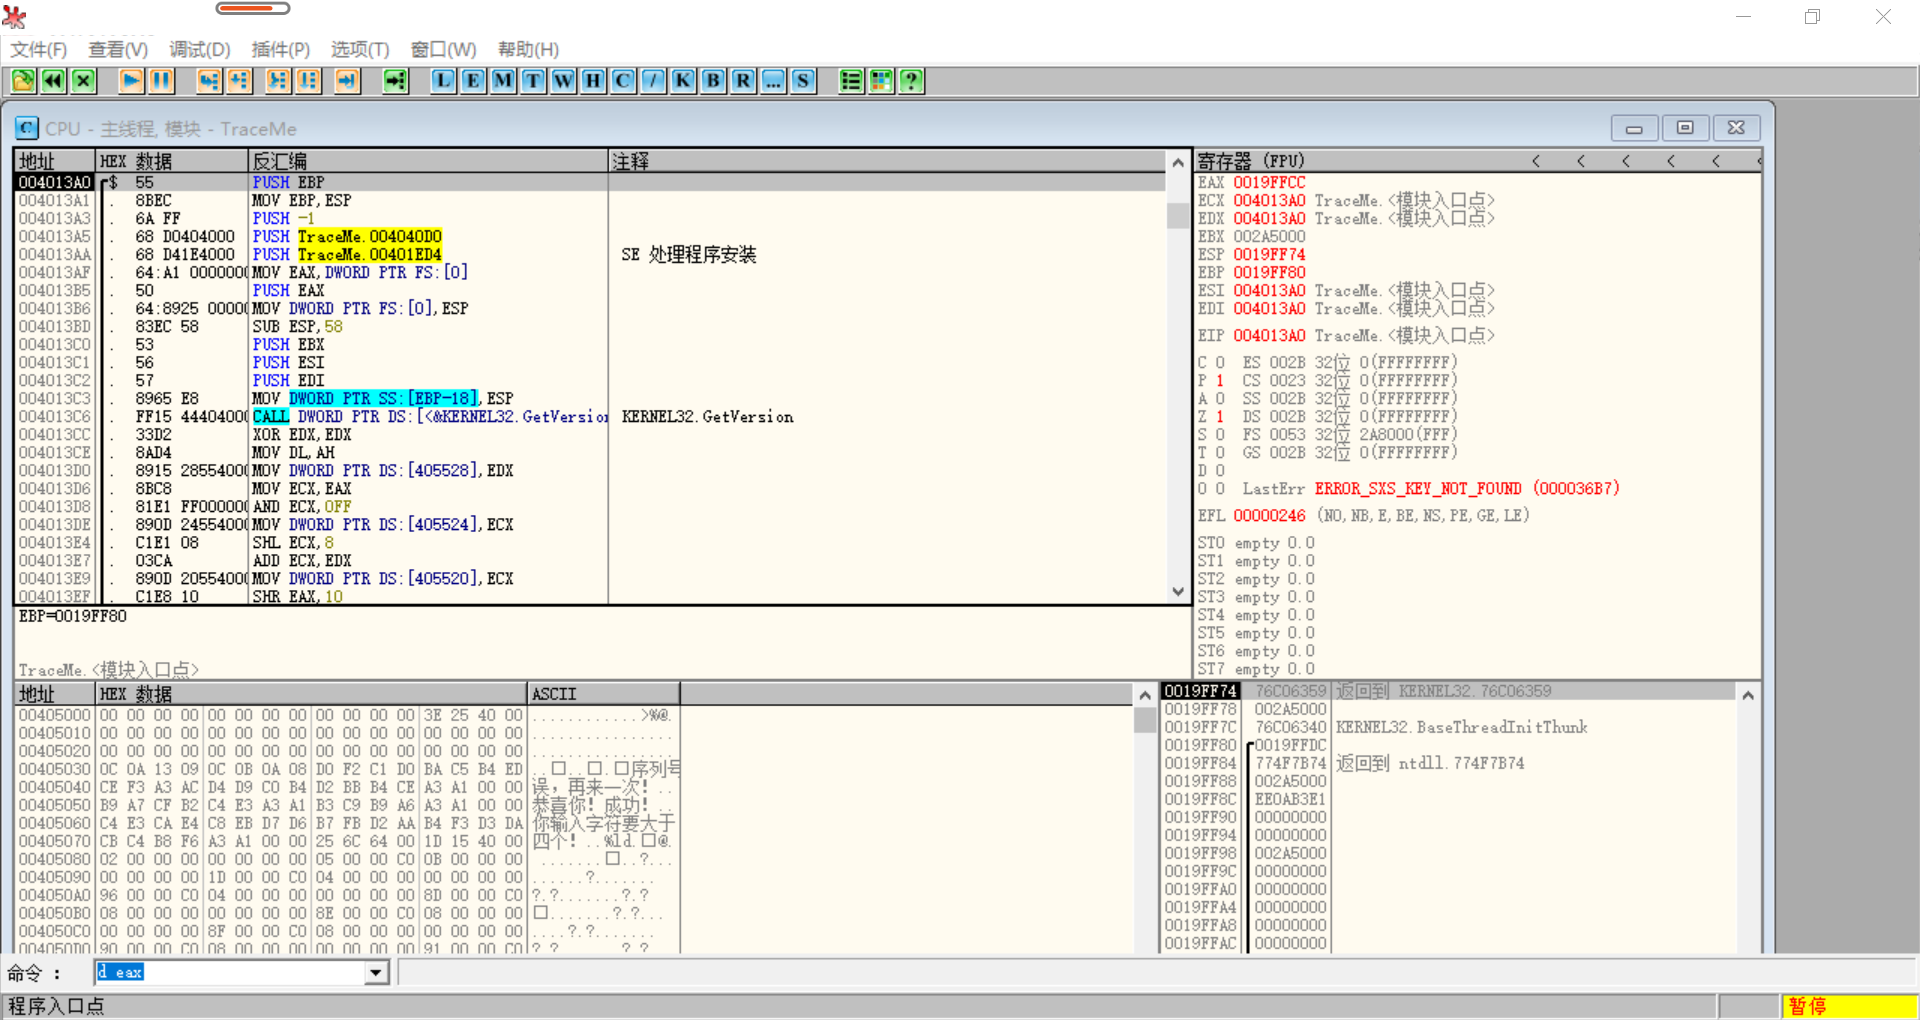 文件(F) 查看(V) 调试(D) 插件(P) 选项(T) 窗口(W) 帮助(H)
L E M T W H C / K B R ... S ?
C CPU - 主线程, 模块 - TraceMe
地址 HEX 数据 反汇编 注释
004013A0 $ 55 PUSH EBP
004013A1 . 8BEC MOV EBP,ESP
004013A3 . 6A FF PUSH -1
004013A5 . 68 D0404000 PUSH TraceMe.004040D0
004013AA . 68 D41E4000 PUSH TraceMe.00401ED4 SE 处理程序安装
004013AF . 64:A1 0000000 MOV EAX,DWORD PTR FS:[0]
004013B5 . 50 PUSH EAX
004013B6 . 64:8925 00000 MOV DWORD PTR FS:[0],ESP
004013BD . 83EC 58 SUB ESP,58
004013C0 . 53 PUSH EBX
004013C1 . 56 PUSH ESI
004013C2 . 57 PUSH EDI
004013C3 . 8965 E8 MOV DWORD PTR SS:[EBP-18],ESP
004013C6 . FF15 44404000 CALL DWORD PTR DS:[<&KERNEL32.GetVersion KERNEL32.GetVersion
004013CC . 33D2 XOR EDX,EDX
004013CE . 8AD4 MOV DL,AH
004013D0 . 8915 28554000 MOV DWORD PTR DS:[405528],EDX
004013D6 . 8BC8 MOV ECX,EAX
004013D8 . 81E1 FF000000 AND ECX,0FF
004013DE . 890D 24554000 MOV DWORD PTR DS:[405524],ECX
004013E4 . C1E1 08 SHL ECX,8
004013E7 . 03CA ADD ECX,EDX
004013E9 . 890D 20554000 MOV DWORD PTR DS:[405520],ECX
004013EF . C1E8 10 SHR EAX,10
EBP=0019FF80
TraceMe.<模块入口点>
寄存器 (FPU) < < < < < <
EAX 0019FFCC
ECX 004013A0 TraceMe.<模块入口点>
EDX 004013A0 TraceMe.<模块入口点>
EBX 002A5000
ESP 0019FF74
EBP 0019FF80
ESI 004013A0 TraceMe.<模块入口点>
EDI 004013A0 TraceMe.<模块入口点>
EIP 004013A0 TraceMe.<模块入口点>
C 0 ES 002B 32位 0(FFFFFFFF)
P 1 CS 0023 32位 0(FFFFFFFF)
A 0 SS 002B 32位 0(FFFFFFFF)
Z 1 DS 002B 32位 0(FFFFFFFF)
S 0 FS 0053 32位 2A8000(FFF)
T 0 GS 002B 32位 0(FFFFFFFF)
D 0
O 0 LastErr ERROR_SXS_KEY_NOT_FOUND (000036B7)
EFL 00000246 (NO,NB,E,BE,NS,PE,GE,LE)
ST0 empty 0.0
ST1 empty 0.0
ST2 empty 0.0
ST3 empty 0.0
ST4 empty 0.0
ST5 empty 0.0
ST6 empty 0.0
ST7 empty 0.0
地址 HEX 数据 ASCII
00405000 00 00 00 00 00 00 00 00 00 00 00 00 3E 25 40 00 ............>%@.
00405010 00 00 00 00 00 00 00 00 00 00 00 00 00 00 00 00 ................
00405020 00 00 00 00 00 00 00 00 00 00 00 00 00 00 00 00 ................
00405030 0C 0A 13 09 0C 0B 0A 08 D0 F2 C1 D0 BA C5 B4 ED ..□..□.□序列号
00405040 CE F3 A3 AC D4 D9 C0 B4 D2 BB B4 CE A3 A1 00 00 误，再来一次！..
00405050 B9 A7 CF B2 C4 E3 A3 A1 B3 C9 B9 A6 A3 A1 00 00 恭喜你！成功！..
00405060 C4 E3 CA E4 C8 EB D7 D6 B7 FB D2 AA B4 F3 D3 DA 你输入字符要大于
00405070 CB C4 B8 F6 A3 A1 00 00 25 6C 64 00 1D 15 40 00 四个！..%ld.□@.
00405080 02 00 00 00 00 00 00 00 05 00 00 C0 0B 00 00 00 ........□..?...
00405090 00 00 00 00 1D 00 00 C0 04 00 00 00 00 00 00 00 ......?.......
004050A0 96 00 00 C0 04 00 00 00 00 00 00 00 8D 00 00 C0 ?.?.......?.?
004050B0 08 00 00 00 00 00 00 00 8E 00 00 C0 08 00 00 00 □.......?.?...
004050C0 00 00 00 00 8F 00 00 C0 08 00 00 00 00 00 00 00 ....?.?.......
004050D0 90 00 00 C0 08 00 00 00 00 00 00 00 91 00 00 C0 ? ? ? ?
0019FF74 76C06359 返回到 KERNEL32.76C06359
0019FF78 002A5000
0019FF7C 76C06340 KERNEL32.BaseThreadInitThunk
0019FF80 0019FFDC
0019FF84 774F7B74 返回到 ntdll.774F7B74
0019FF88 002A5000
0019FF8C EE0AB3E1
0019FF90 00000000
0019FF94 00000000
0019FF98 002A5000
0019FF9C 00000000
0019FFA0 00000000
0019FFA4 00000000
0019FFA8 00000000
0019FFAC 00000000
命令 : d eax
程序入口点 暂停